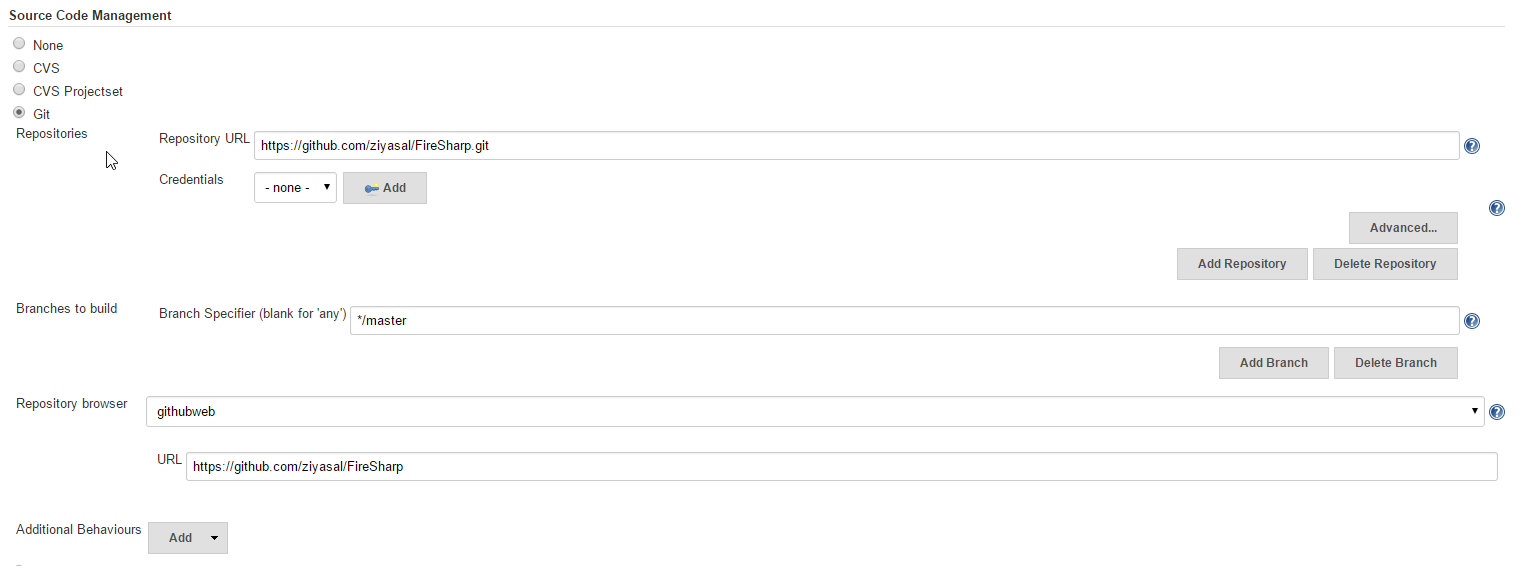 Source Code Management
None
CVS
CVS Projectset
Git
Repositories
Repository URL https://github.com/ziyasal/FireSharp.git ?
Credentials - none - Add
?
Advanced...
Add Repository Delete Repository
Branches to build Branch Specifier (blank for 'any') */master ?
Add Branch Delete Branch
Repository browser githubweb ?
URL https://github.com/ziyasal/FireSharp
Additional Behaviours Add